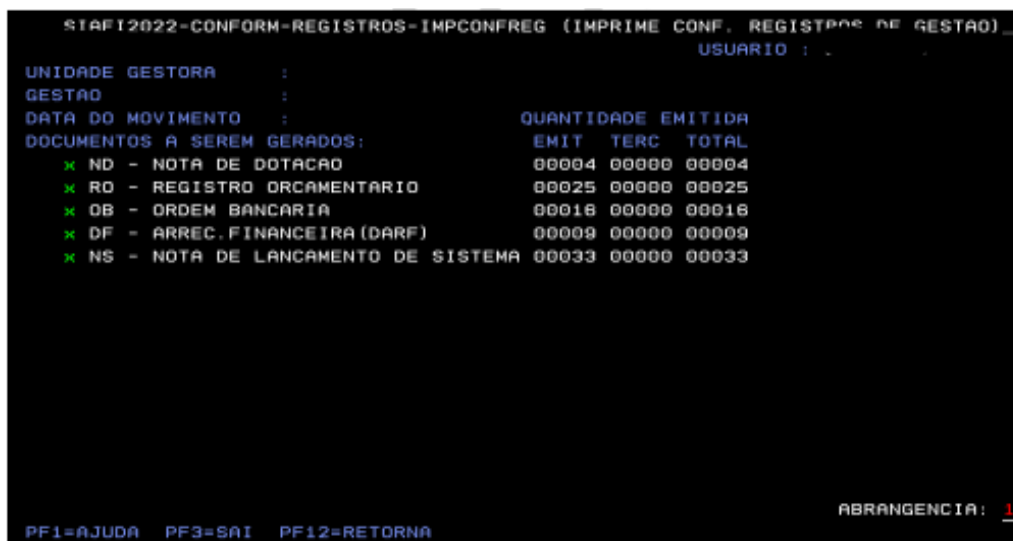 SIAFI2022-CONFORM-REGISTROS-IMPCONFREG (IMPRIME CONF. REGISTROS DE GESTAO)
USUARIO :
UNIDADE GESTORA :
GESTAO :
DATA DO MOVIMENTO : QUANTIDADE EMITIDA
DOCUMENTOS A SEREM GERADOS: EMIT TERC TOTAL
x ND - NOTA DE DOTACAO 00004 00000 00004
x RO - REGISTRO ORCAMENTARIO 00025 00000 00025
x OB - ORDEM BANCARIA 00016 00000 00016
x DF - ARREC.FINANCEIRA(DARF) 00009 00000 00009
x NS - NOTA DE LANCAMENTO DE SISTEMA 00033 00000 00033
ABRANGENCIA: 1
PF1=AJUDA PF3=SAI PF12=RETORNA